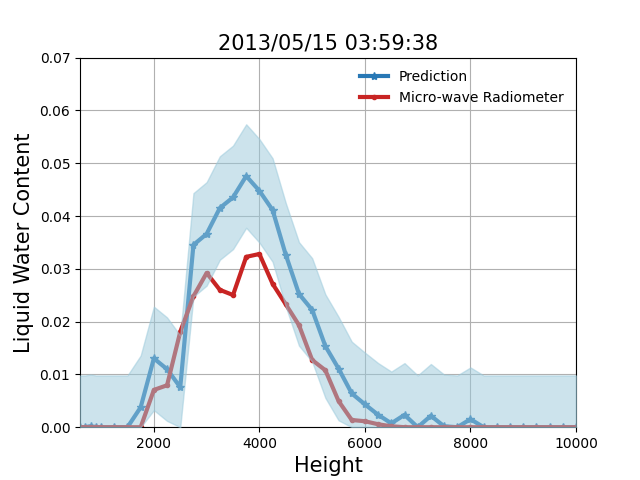 2013/05/15 03:59:38
0.07
0.06
0.05
0.04
0.03
0.02
0.01
0.00
Liquid Water Content
Prediction
Micro-wave Radiometer
2000 4000 6000 8000 10000
Height